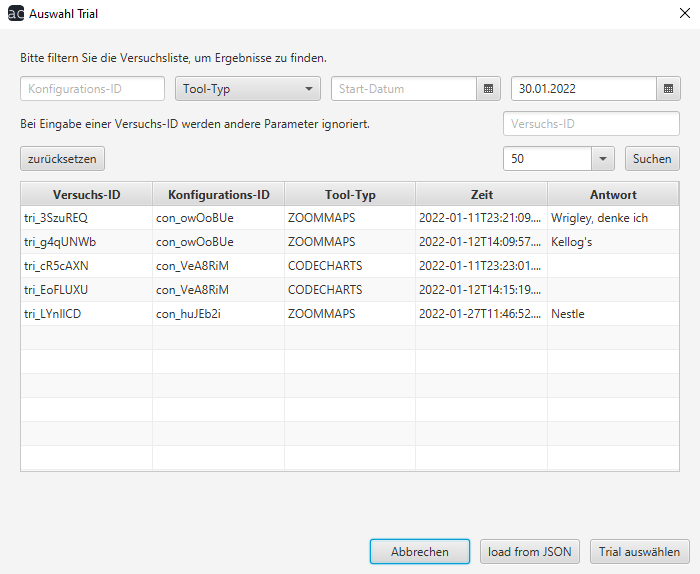 ac Auswahl Trial
Bitte filtern Sie die Versuchsliste, um Ergebnisse zu finden.
Konfigurations-ID Tool-Typ Start-Datum 30.01.2022
Bei Eingabe einer Versuchs-ID werden andere Parameter ignoriert. Versuchs-ID
zurücksetzen 50 Suchen
Versuchs-ID Konfigurations-ID Tool-Typ Zeit Antwort
tri_3SzuREQ con_owOoBUe ZOOMMAPS 2022-01-11T23:21:09.... Wrigley, denke ich
tri_g4qUNWb con_owOoBUe ZOOMMAPS 2022-01-12T14:09:57.... Kellog's
tri_cR5cAXN con_VeA8RiM CODECHARTS 2022-01-11T23:23:01....
tri_EoFLUXU con_VeA8RiM CODECHARTS 2022-01-12T14:15:19....
tri_LYnIlCD con_huJEb2i ZOOMMAPS 2022-01-27T11:46:52.... Nestle
Abbrechen load from JSON Trial auswählen